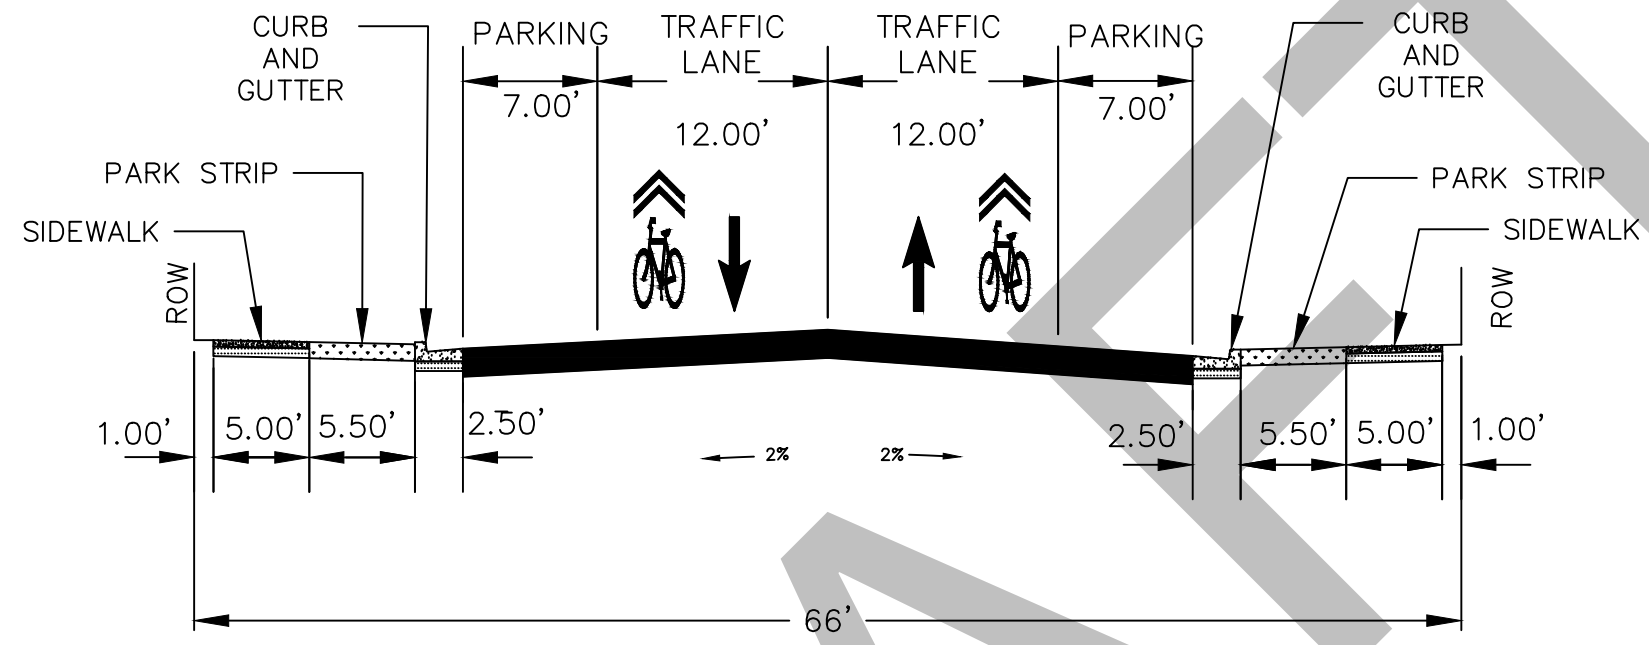 CURB
AND
GUTTER
PARKING
TRAFFIC
LANE
TRAFFIC
LANE
PARKING
CURB
AND
GUTTER
7.00'
12.00'
12.00'
7.00'
PARK STRIP
PARK STRIP
SIDEWALK
SIDEWALK
ROW
ROW
1.00'
5.00'
5.50'
2.50'
2%
2%
2.50'
5.50'
5.00'
1.00'
66'